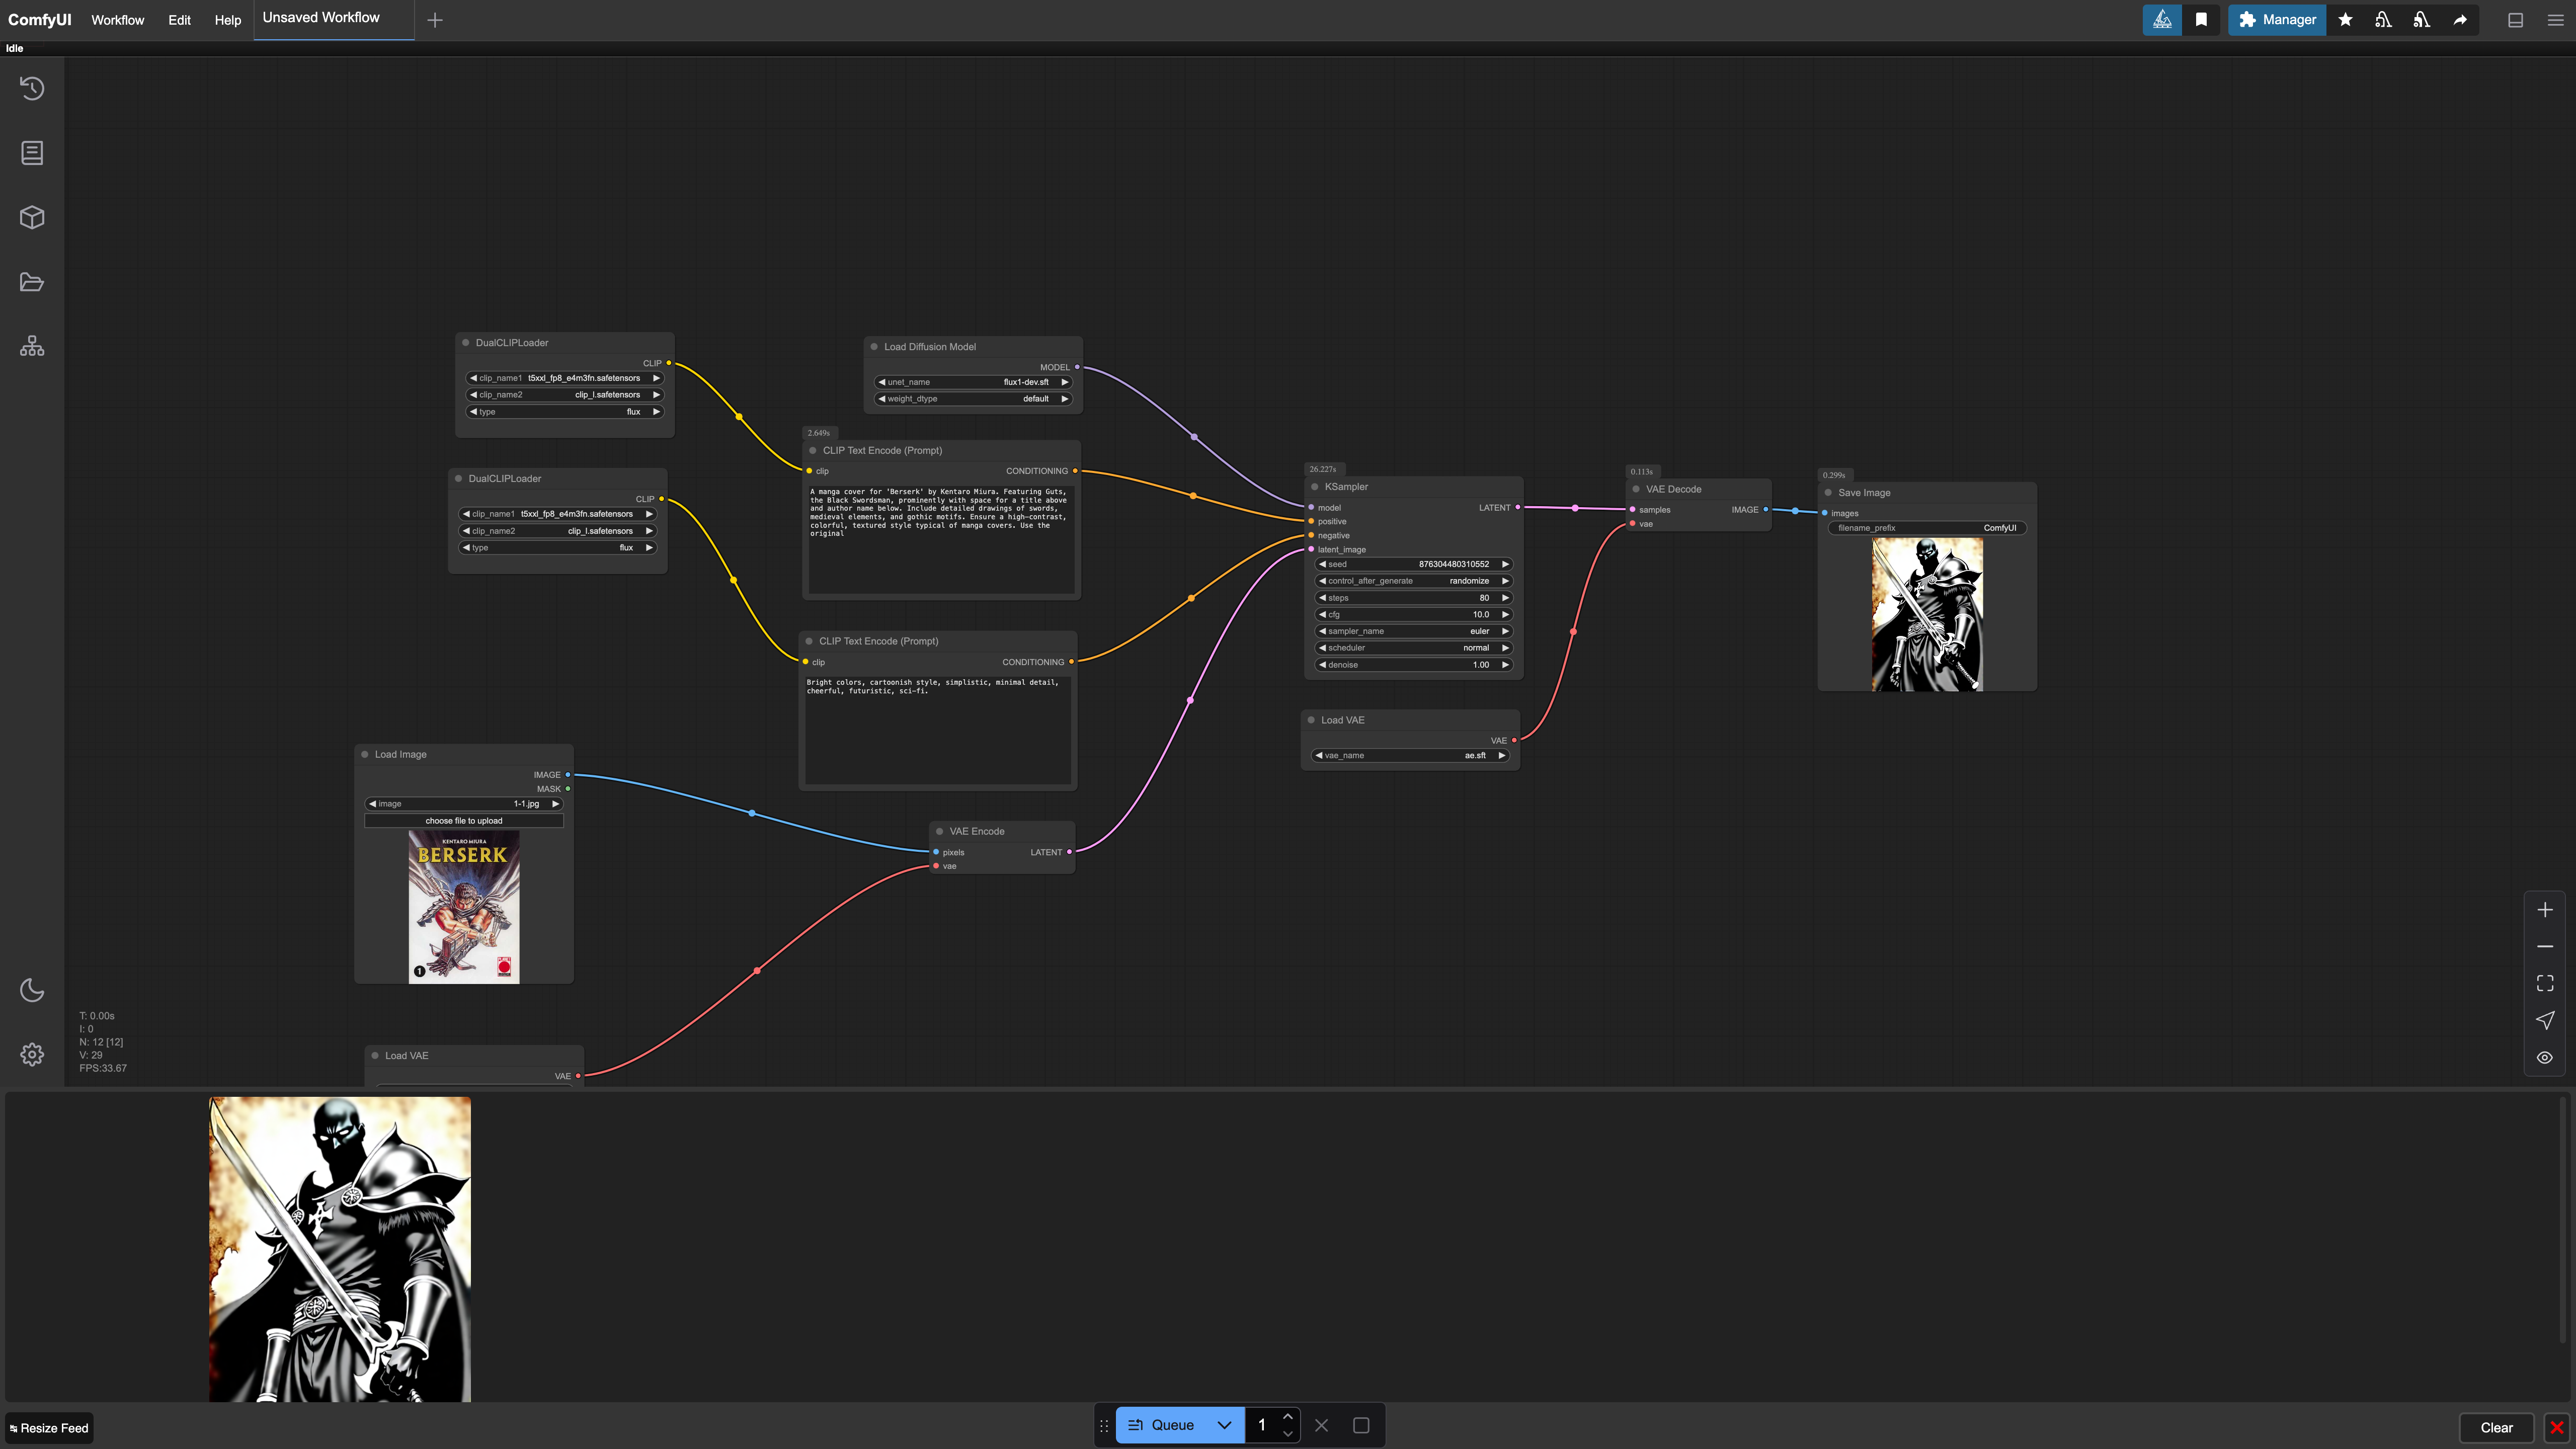 ComfyUI Workflow Edit Help Unsaved Workflow
Manager
Idle
DualCLIPLoader
CLIP
clip_name1 t5xxl_fp8_e4m3fn.safetensors
clip_name2 clip_l.safetensors
type flux
Load Diffusion Model
MODEL
unet_name flux1-dev.sft
weight_dtype default
2.649s
CLIP Text Encode (Prompt)
clip CONDITIONING
A manga cover for 'Berserk' by Kentaro Miura. Featuring Guts,
the Black Swordsman, prominently with space for a title above
and author name below. Include detailed drawings of swords,
medieval elements, and gothic motifs. Ensure a high-contrast,
colorful, textured style typical of manga covers. Use the
original
DualCLIPLoader
CLIP
clip_name1 t5xxl_fp8_e4m3fn.safetensors
clip_name2 clip_l.safetensors
type flux
CLIP Text Encode (Prompt)
clip CONDITIONING
Bright colors, cartoonish style, simplistic, minimal detail,
cheerful, futuristic, sci-fi.
26.227s
KSampler
model LATENT
positive
negative
latent_image
seed 876304480310552
control_after_generate randomize
steps 80
cfg 10.0
sampler_name euler
scheduler normal
denoise 1.00
0.113s
VAE Decode
samples IMAGE
vae
0.299s
Save Image
images
filename_prefix ComfyUI
Load VAE
VAE
vae_name ae.sft
Load Image
IMAGE
MASK
image 1-1.jpg
choose file to upload
KENTARO MIURA
BERSERK
1
VAE Encode
pixels LATENT
vae
Load VAE
VAE
T: 0.00s
I: 0
N: 12 [12]
V: 29
FPS:33.67
Resize Feed
Queue 1
Clear